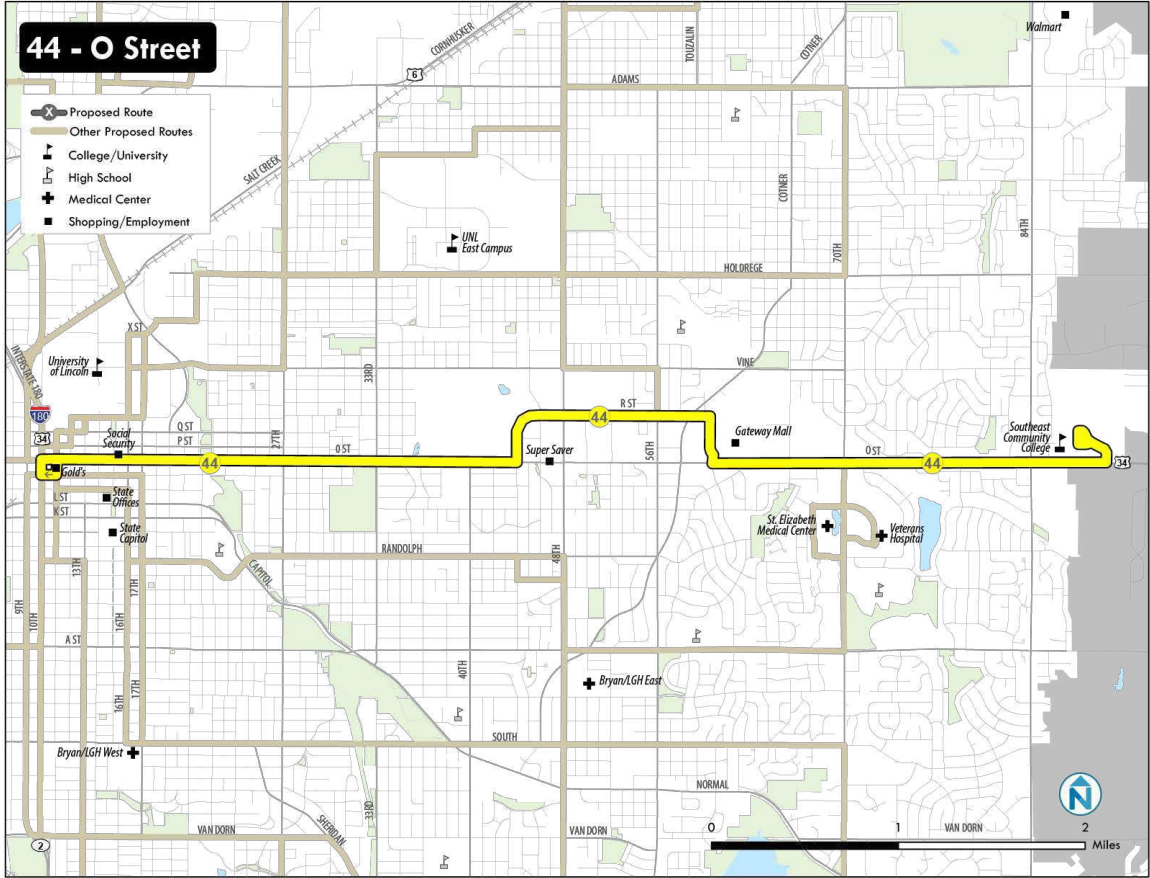 44 - O Street
X
Proposed Route
Other Proposed Routes
College/University
High School
Medical Center
Shopping/Employment
CORNHUSKER
6
TOUZALIN
COTNER
Walmart
ADAMS
SALT CREEK
COTNER
84TH
UNL
East Campus
70TH
HOLDREGE
X ST
INTERSTATE 180
University
of Lincoln
33RD
VINE
180
34
Q ST
P ST
Social
Security
27TH
O ST
R ST
44
56TH
Gateway Mall
Super Saver
O ST
Southeast
Community
College
44
44
34
Gold's
L ST
K ST
State
Offices
State
Capitol
St. Elizabeth
Medical Center
Veterans
Hospital
RANDOLPH
48TH
CAPITOL
13TH
17TH
16TH
9TH
10TH
A ST
40TH
Bryan/LGH East
17TH
16TH
SOUTH
Bryan/LGH West
NORMAL
33RD
SHERIDAN
VAN DORN
VAN DORN
VAN DORN
2
N
0
1
2
Miles